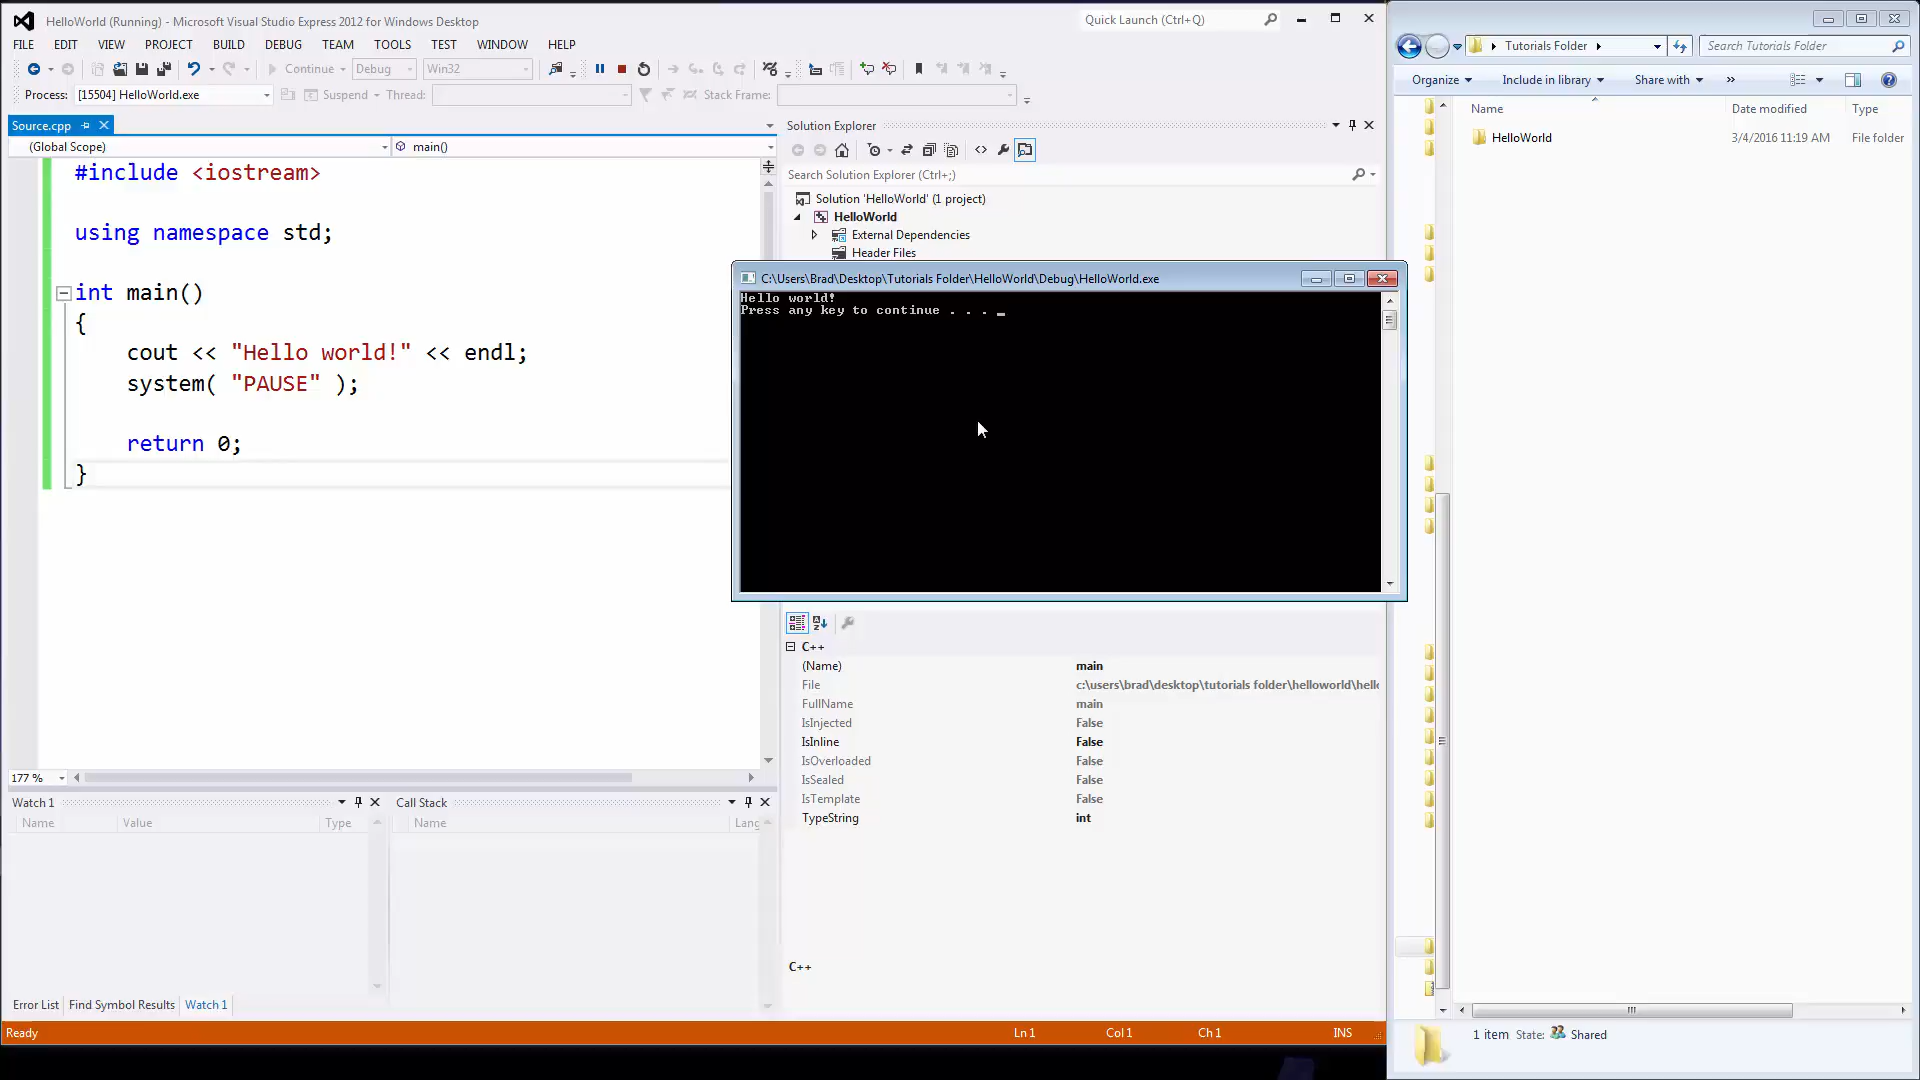 HelloWorld (Running) - Microsoft Visual Studio Express 2012 for Windows Desktop
Quick Launch (Ctrl+Q)
FILE EDIT VIEW PROJECT BUILD DEBUG TEAM TOOLS TEST WINDOW HELP
Continue Debug Win32
Process: [15504] HelloWorld.exe Suspend Thread: Stack Frame:
Source.cpp
(Global Scope) main()
#include <iostream>
using namespace std;
int main()
{
cout << "Hello world!" << endl;
system( "PAUSE" );
return 0;
}
177 %
Solution Explorer
Search Solution Explorer (Ctrl+;)
Solution 'HelloWorld' (1 project)
HelloWorld
External Dependencies
Header Files
C:\Users\Brad\Desktop\Tutorials Folder\HelloWorld\Debug\HelloWorld.exe
Hello world!
Press any key to continue . . . _
C++
(Name) main
File c:\users\brad\desktop\tutorials folder\helloworld\hell
FullName main
IsInjected False
IsInline False
IsOverloaded False
IsSealed False
IsTemplate False
TypeString int
C++
Watch 1
Name Value Type
Call Stack
Name Lang
Error List Find Symbol Results Watch 1
Ready Ln 1 Col 1 Ch 1 INS
Tutorials Folder
Search Tutorials Folder
Organize Include in library Share with »
Name Date modified Type
HelloWorld 3/4/2016 11:19 AM File folder
1 item State: Shared